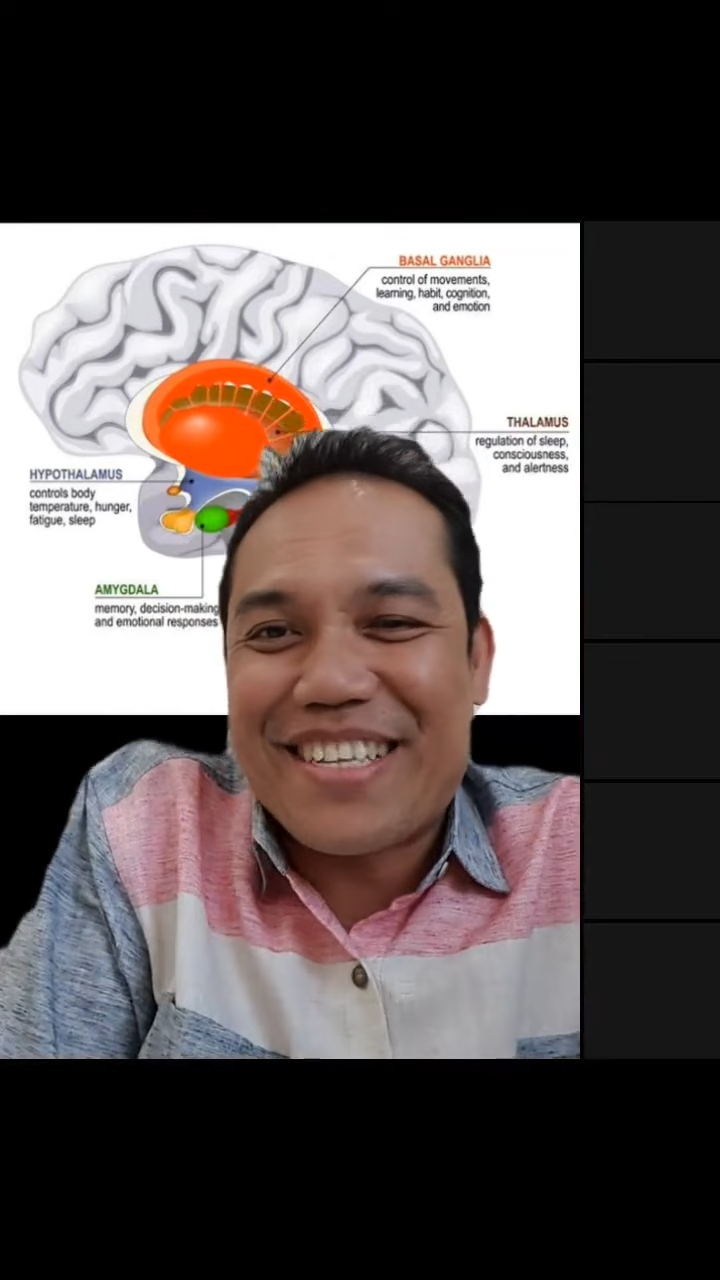 BASAL GANGLIA
control of movements,
learning, habit, cognition,
and emotion
THALAMUS
regulation of sleep,
consciousness,
and alertness
HYPOTHALAMUS
controls body
temperature, hunger,
fatigue, sleep
AMYGDALA
memory, decision-making
and emotional responses